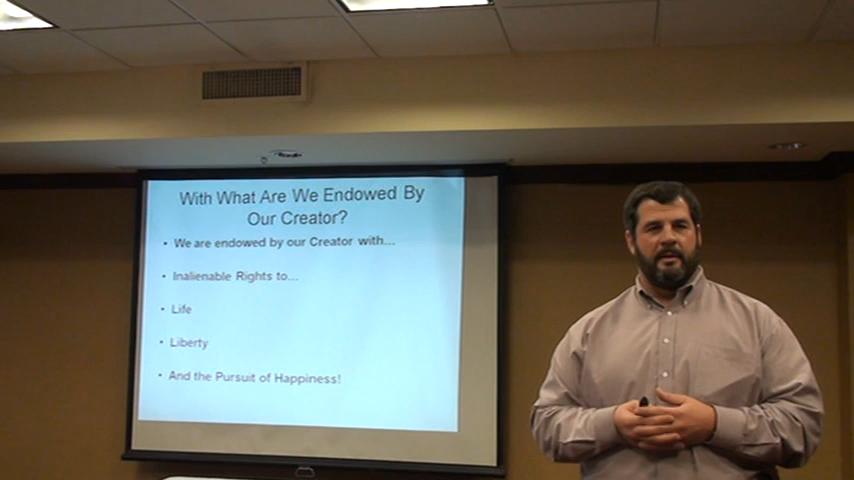 With What Are We Endowed By
Our Creator?
• We are endowed by our Creator with...
• Inalienable Rights to...
• Life
• Liberty
• And the Pursuit of Happiness!